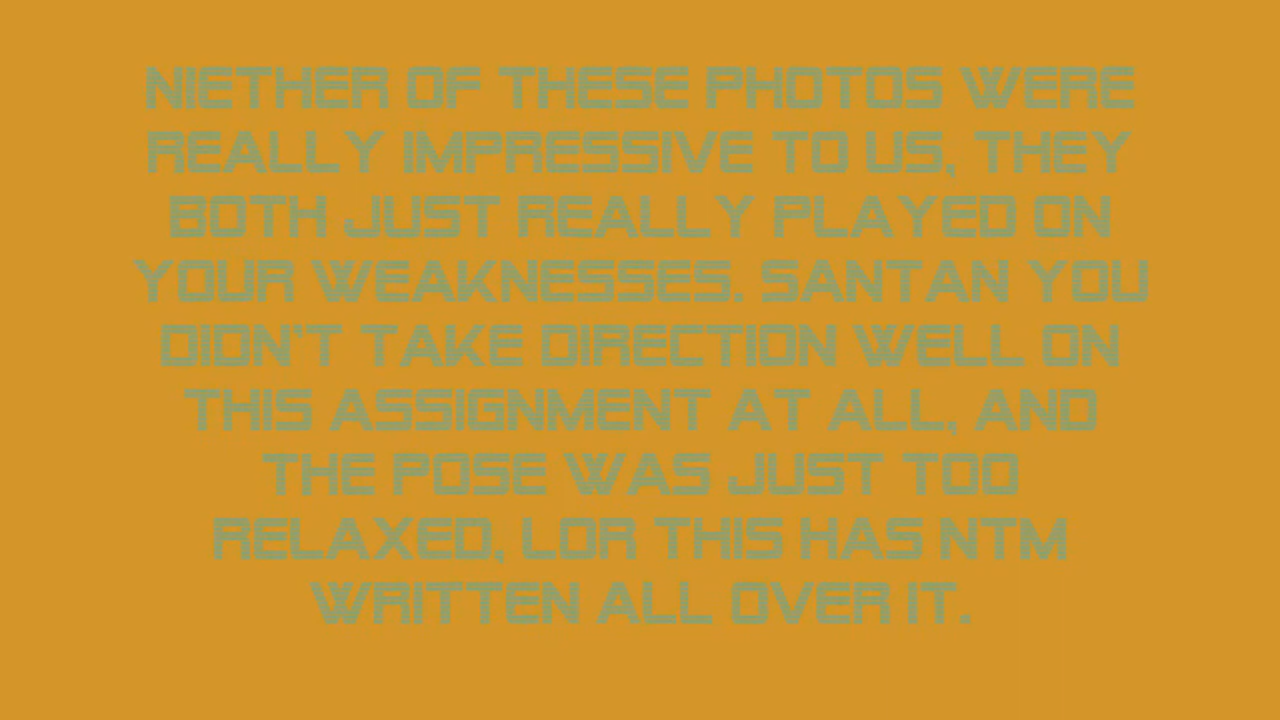 NIETHER OF THESE PHOTOS WERE
REALLY IMPRESSIVE TO US, THEY
BOTH JUST REALLY PLAYED ON
YOUR WEAKNESSES. SANTAN YOU
DIDN'T TAKE DIRECTION WELL ON
THIS ASSIGNMENT AT ALL, AND
THE POSE WAS JUST TOO
RELAXED, LOR THIS HAS NTM
WRITTEN ALL OVER IT.